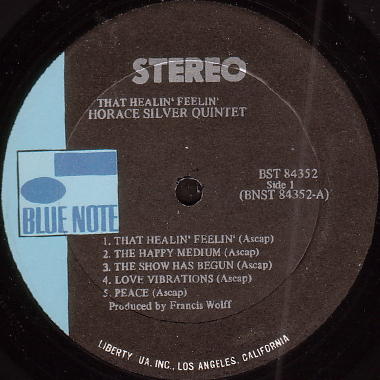 STEREO
THAT HEALIN' FEELIN'
HORACE SILVER QUINTET
BST 84352
Side 1
(BNST 84352-A)
BLUE NOTE
1. THAT HEALIN' FEELIN' (Ascap)
2. THE HAPPY MEDIUM (Ascap)
3. THE SHOW HAS BEGUN (Ascap)
4. LOVE VIBRATIONS (Ascap)
5. PEACE (Ascap)
Produced by Francis Wolff
LIBERTY UA, INC., LOS ANGELES, CALIFORNIA